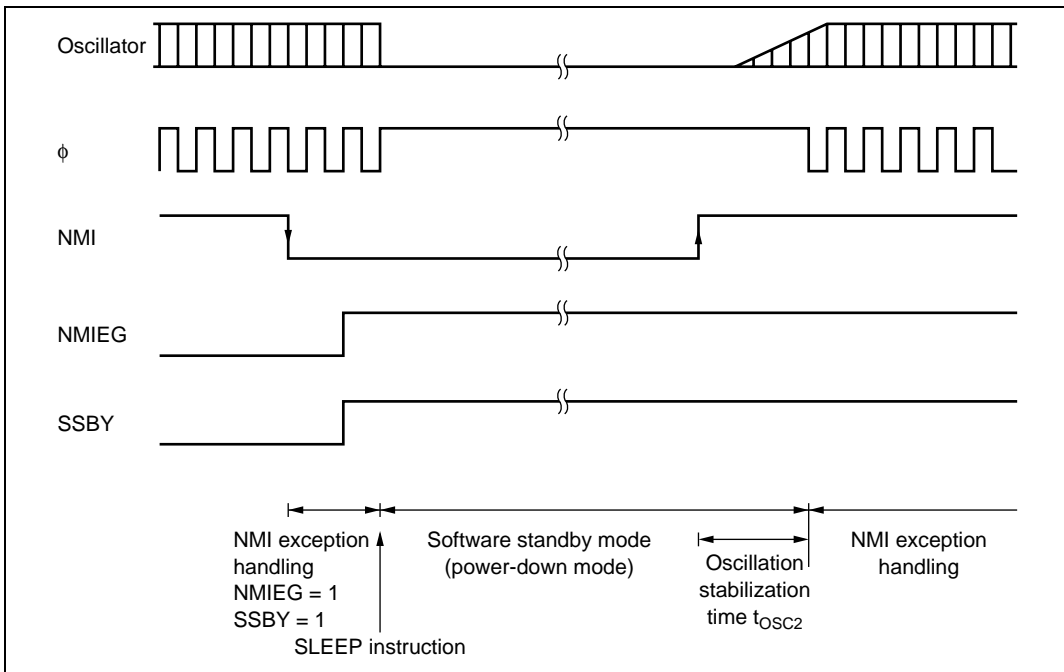 Oscillator
ϕ
NMI
NMIEG
SSBY
NMI exception
handling
NMIEG = 1
SSBY = 1
SLEEP instruction
Software standby mode
(power-down mode)
Oscillation
stabilization
time tOSC2
NMI exception
handling